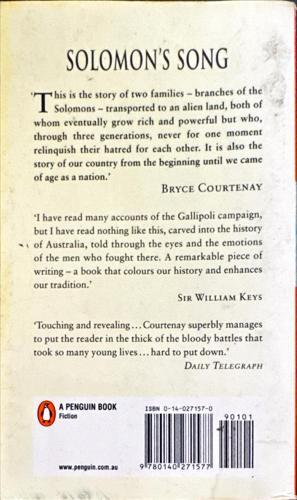 SOLOMON'S SONG
'This is the story of two families – branches of the
Solomons – transported to an alien land, both of
whom eventually grow rich and powerful but who,
through three generations, never for one moment
relinquish their hatred for each other. It is also the
story of our country from the beginning until we came
of age as a nation.'
BRYCE COURTENAY
'I have read many accounts of the Gallipoli campaign,
but I have read nothing like this, carved into the history
of Australia, told through the eyes and the emotions
of the men who fought there. A remarkable piece of
writing – a book that colours our history and enhances
our tradition.'
SIR WILLIAM KEYS
'Touching and revealing... Courtenay superbly manages
to put the reader in the thick of the bloody battles that
took so many young lives... hard to put down.'
DAILY TELEGRAPH
A PENGUIN BOOK
Fiction
www.penguin.com.au
ISBN 0-14-027157-0
90101
9 780140 271577